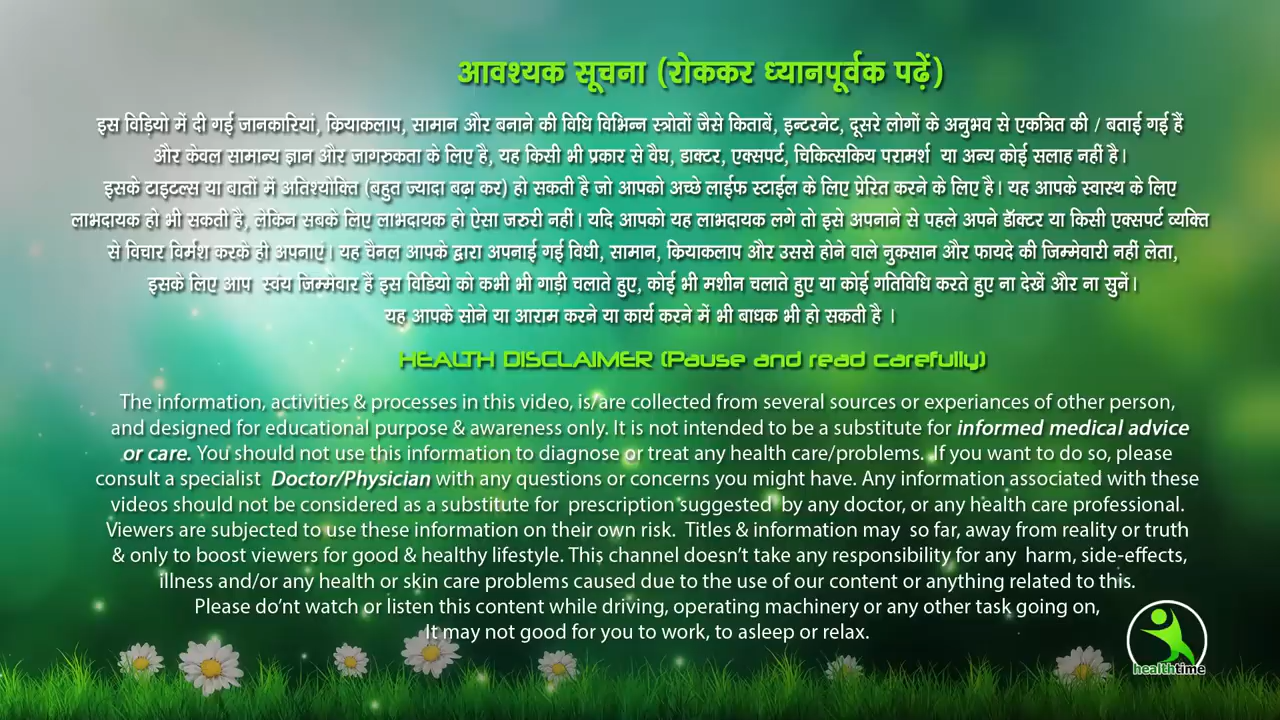 आवश्यक सूचना (रोककर ध्यानपूर्वक पढ़ें)
इस विड़ियो में दी गई जानकारियां, क्रियाकलाप, सामान और बनाने की विधि विभिन्न स्त्रोतों जैसे किताबें, इन्टरनेट, दूसरे लोगों के अनुभव से एकत्रित की / बताई गई हैं
और केवल सामान्य ज्ञान और जागरुकता के लिए है, यह किसी भी प्रकार से वैघ, डाक्टर, एक्सपर्ट, चिकित्सकिय परामर्श या अन्य कोई सलाह नहीं है।
इसके टाइटल्स या बातों में अतिश्योक्ति (बहुत ज्यादा बढ़ा कर) हो सकती है जो आपको अच्छे लाईफ स्टाईल के लिए प्रेरित करने के लिए है। यह आपके स्वास्थ के लिए
लाभदायक हो भी सकती है, लेकिन सबके लिए लाभदायक हो ऐसा जरुरी नहीं। यदि आपको यह लाभदायक लगे तो इसे अपनाने से पहले अपने डॉक्टर या किसी एक्सपर्ट व्यक्ति
से विचार विर्मश करके ही अपनाएं। यह चैनल आपके द्वारा अपनाई गई विधी, सामान, क्रियाकलाप और उससे होने वाले नुकसान और फायदे की जिम्मेवारी नहीं लेता,
इसके लिए आप स्वंय जिम्मेवार हैं इस विडियो को कभी भी गाड़ी चलाते हुए, कोई भी मशीन चलाते हुए या कोई गतिविधि करते हुए ना देखें और ना सुनें।
यह आपके सोने या आराम करने या कार्य करने में भी बाधक भी हो सकती है ।
HEALTH DISCLAIMER (Pause and read carefully)
The information, activities & processes in this video, is/are collected from several sources or experiances of other person,
and designed for educational purpose & awareness only. It is not intended to be a substitute for informed medical advice
or care. You should not use this information to diagnose or treat any health care/problems. If you want to do so, please
consult a specialist Doctor/Physician with any questions or concerns you might have. Any information associated with these
videos should not be considered as a substitute for prescription suggested by any doctor, or any health care professional.
Viewers are subjected to use these information on their own risk. Titles & information may so far, away from reality or truth
& only to boost viewers for good & healthy lifestyle. This channel doesn't take any responsibility for any harm, side-effects,
illness and/or any health or skin care problems caused due to the use of our content or anything related to this.
Please do'nt watch or listen this content while driving, operating machinery or any other task going on,
It may not good for you to work, to asleep or relax.
healthtime